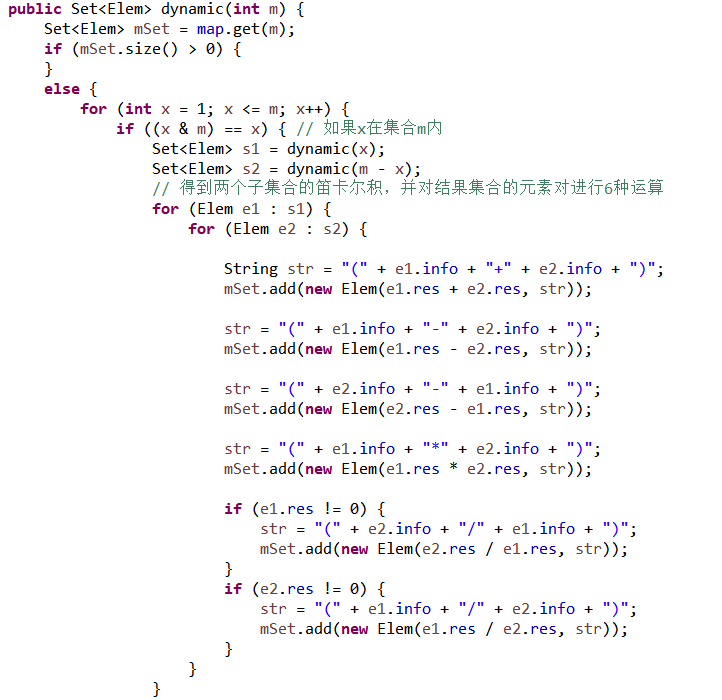 public Set<Elem> dynamic(int m) {
    Set<Elem> mSet = map.get(m);
    if (mSet.size() > 0) {
    }
    else {
        for (int x = 1; x <= m; x++) {
            if ((x & m) == x) { // 如果x在集合m内
                Set<Elem> s1 = dynamic(x);
                Set<Elem> s2 = dynamic(m - x);
                // 得到两个子集合的笛卡尔积, 并对结果集合的元素对进行6种运算
                for (Elem e1 : s1) {
                    for (Elem e2 : s2) {

                        String str = "(" + e1.info + "+" + e2.info + ")";
                        mSet.add(new Elem(e1.res + e2.res, str));

                        str = "(" + e1.info + "-" + e2.info + ")";
                        mSet.add(new Elem(e1.res - e2.res, str));

                        str = "(" + e2.info + "-" + e1.info + ")";
                        mSet.add(new Elem(e2.res - e1.res, str));

                        str = "(" + e1.info + "*" + e2.info + ")";
                        mSet.add(new Elem(e1.res * e2.res, str));

                        if (e1.res != 0) {
                            str = "(" + e2.info + "/" + e1.info + ")";
                            mSet.add(new Elem(e2.res / e1.res, str));
                        }
                        if (e2.res != 0) {
                            str = "(" + e1.info + "/" + e2.info + ")";
                            mSet.add(new Elem(e1.res / e2.res, str));
                        }
                    }
                }